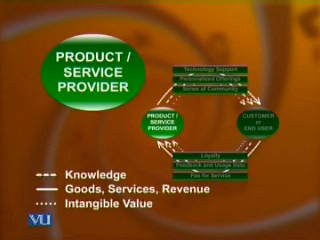 PRODUCT /
SERVICE
PROVIDER
Technology Support
Personalized Offerings
Sense of Community
PRODUCT /
SERVICE
PROVIDER
CUSTOMER
or
END USER
Loyalty
Feedback and Usage Data
Fee for Service
Knowledge
Goods, Services, Revenue
Intangible Value
VU